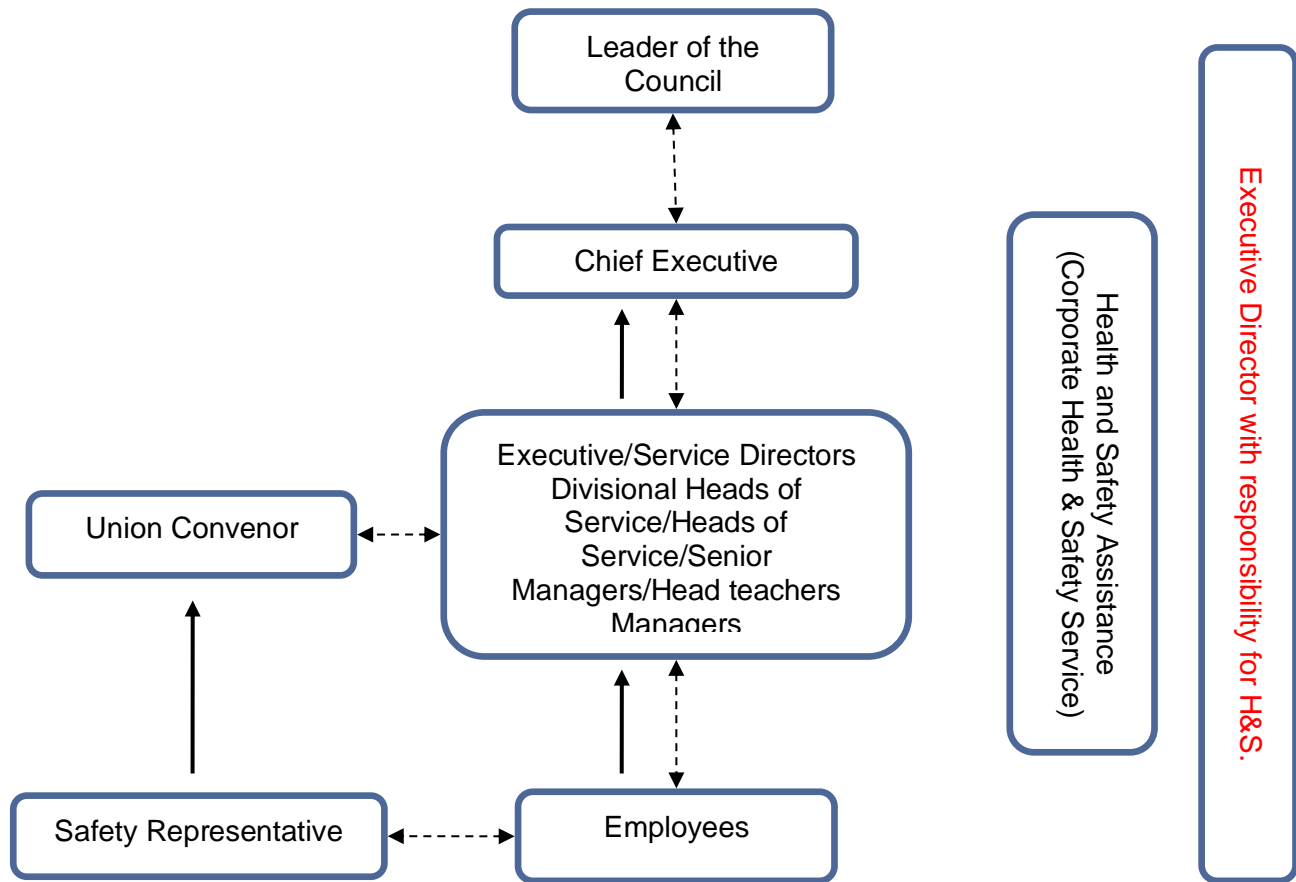 Leader of the
Council
Chief Executive
Executive/Service Directors
Divisional Heads of
Service/Heads of
Service/Senior
Managers/Head teachers
Managers
Union Convenor
Safety Representative
Employees
Health and Safety Assistance
(Corporate Health & Safety Service)
Executive Director with responsibility for H&S.